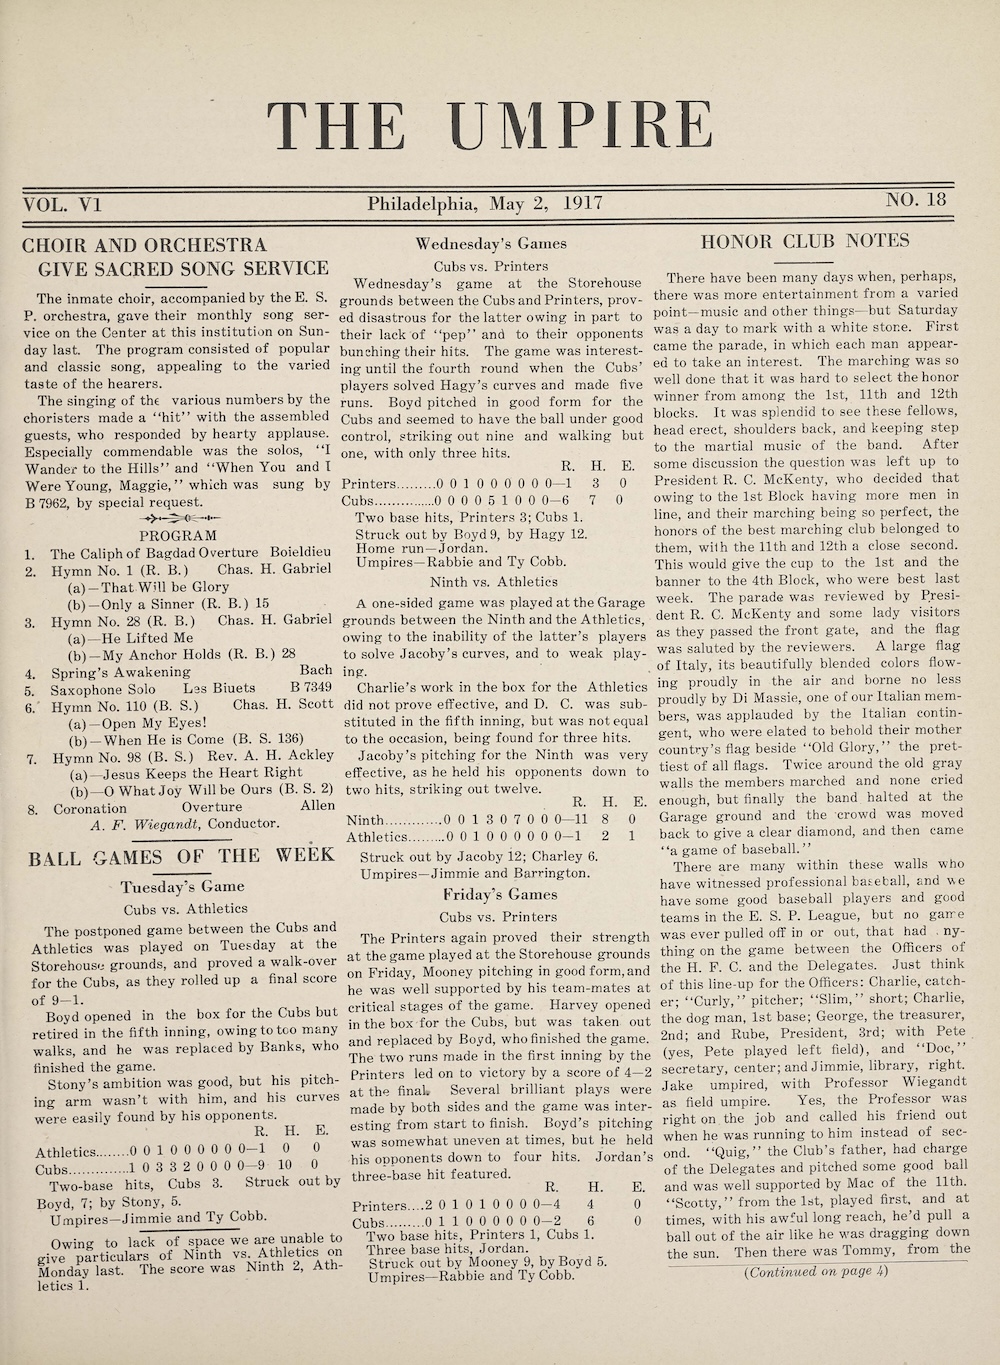 THE UMPIRE
VOL. V1
Philadelphia, May 2, 1917
NO. 18
CHOIR AND ORCHESTRA
GIVE SACRED SONG SERVICE
The inmate choir, accompanied by the E. S.
P. orchestra, gave their monthly song ser-
vice on the Center at this institution on Sun-
day last. The program consisted of popular
and classic song, appealing to the varied
taste of the hearers.
The singing of the various numbers by the
choristers made a "hit" with the assembled
guests, who responded by hearty applause.
Especially commendable was the solos, "I
Wander to the Hills" and "When You and I
Were Young, Maggie," which was sung by
B 7962, by special request.
PROGRAM
1. The Caliph of Bagdad Overture Boieldieu
2. Hymn No. 1 (R. B.) Chas. H. Gabriel
(a)—That Will be Glory
(b)—Only a Sinner (R. B.) 15
3. Hymn No. 28 (R. B.) Chas. H. Gabriel
(a)—He Lifted Me
(b)—My Anchor Holds (R. B.) 28
4. Spring's Awakening Bach
5. Saxophone Solo Les Biuets B 7349
6. Hymn No. 110 (B. S.) Chas. H. Scott
(a)—Open My Eyes!
(b)—When He is Come (B. S. 136)
7. Hymn No. 98 (B. S.) Rev. A. H. Ackley
(a)—Jesus Keeps the Heart Right
(b)—O What Joy Will be Ours (B. S. 2)
8. Coronation Overture Allen
A. F. Wiegandt, Conductor.
BALL GAMES OF THE WEEK
Tuesday's Game
Cubs vs. Athletics
The postponed game between the Cubs and
Athletics was played on Tuesday at the
Storehouse grounds, and proved a walk-over
for the Cubs, as they rolled up a final score
of 9—1.
Boyd opened in the box for the Cubs but
retired in the fifth inning, owing to too many
walks, and he was replaced by Banks, who
finished the game.
Stony's ambition was good, but his pitch-
ing arm wasn't with him, and his curves
were easily found by his opponents.
R. H. E.
Athletics........0 0 1 0 0 0 0 0 0—1 0 0
Cubs..............1 0 3 3 2 0 0 0 0—9 10 0
Two-base hits, Cubs 3. Struck out by
Boyd, 7; by Stony, 5.
Umpires—Jimmie and Ty Cobb.
Owing to lack of space we are unable to
give particulars of Ninth vs. Athletics on
Monday last. The score was Ninth 2, Ath-
letics 1.
Wednesday's Games
Cubs vs. Printers
Wednesday's game at the Storehouse
grounds between the Cubs and Printers, prov-
ed disastrous for the latter owing in part to
their lack of "pep" and to their opponents
bunching their hits. The game was interest-
ing until the fourth round when the Cubs'
players solved Hagy's curves and made five
runs. Boyd pitched in good form for the
Cubs and seemed to have the ball under good
control, striking out nine and walking but
one, with only three hits.
R. H. E.
Printers.........0 0 1 0 0 0 0 0 0—1 3 0
Cubs..............0 0 0 0 5 1 0 0 0—6 7 0
Two base hits, Printers 3; Cubs 1.
Struck out by Boyd 9, by Hagy 12.
Home run—Jordan.
Umpires—Rabbie and Ty Cobb.
Ninth vs. Athletics
A one-sided game was played at the Garage
grounds between the Ninth and the Athletics,
owing to the inability of the latter's players
to solve Jacoby's curves, and to weak play-
ing.
Charlie's work in the box for the Athletics
did not prove effective, and D. C. was sub-
stituted in the fifth inning, but was not equal
to the occasion, being found for three hits.
Jacoby's pitching for the Ninth was very
effective, as he held his opponents down to
two hits, striking out twelve.
R. H. E.
Ninth............0 0 1 3 0 7 0 0 0—11 8 0
Athletics.........0 0 1 0 0 0 0 0 0—1 2 1
Struck out by Jacoby 12; Charley 6.
Umpires—Jimmie and Barrington.
Friday's Games
Cubs vs. Printers
The Printers again proved their strength
at the game played at the Storehouse grounds
on Friday, Mooney pitching in good form, and
he was well supported by his team-mates at
critical stages of the game. Harvey opened
in the box for the Cubs, but was taken out
and replaced by Boyd, who finished the game.
The two runs made in the first inning by the
Printers led on to victory by a score of 4—2
at the final. Several brilliant plays were
made by both sides and the game was inter-
esting from start to finish. Boyd's pitching
was somewhat uneven at times, but he held
his opponents down to four hits. Jordan's
three-base hit featured.
R. H. E.
Printers....2 0 1 0 1 0 0 0 0—4 4 0
Cubs.........0 1 1 0 0 0 0 0 0—2 6 0
Two base hits, Printers 1, Cubs 1.
Three base hits, Jordan.
Struck out by Mooney 9, by Boyd 5.
Umpires—Rabbie and Ty Cobb.
HONOR CLUB NOTES
There have been many days when, perhaps,
there was more entertainment from a varied
point—music and other things—but Saturday
was a day to mark with a white stone. First
came the parade, in which each man appear-
ed to take an interest. The marching was so
well done that it was hard to select the honor
winner from among the 1st, 11th and 12th
blocks. It was splendid to see these fellows,
head erect, shoulders back, and keeping step
to the martial music of the band. After
some discussion the question was left up to
President R. C. McKenty, who decided that
owing to the 1st Block having more men in
line, and their marching being so perfect, the
honors of the best marching club belonged to
them, with the 11th and 12th a close second.
This would give the cup to the 1st and the
banner to the 4th Block, who were best last
week. The parade was reviewed by Presi-
dent R. C. McKenty and some lady visitors
as they passed the front gate, and the flag
was saluted by the reviewers. A large flag
of Italy, its beautifully blended colors flow-
ing proudly in the air and borne no less
proudly by Di Massie, one of our Italian mem-
bers, was applauded by the Italian contin-
gent, who were elated to behold their mother
country's flag beside "Old Glory," the pret-
tiest of all flags. Twice around the old gray
walls the members marched and none cried
enough, but finally the band halted at the
Garage ground and the crowd was moved
back to give a clear diamond, and then came
"a game of baseball."
There are many within these walls who
have witnessed professional baseball, and we
have some good baseball players and good
teams in the E. S. P. League, but no game
was ever pulled off in or out, that had ny-
thing on the game between the Officers of
the H. F. C. and the Delegates. Just think
of this line-up for the Officers: Charlie, catch-
er; "Curly," pitcher; "Slim," short; Charlie,
the dog man, 1st base; George, the treasurer,
2nd; and Rube, President, 3rd; with Pete
(yes, Pete played left field), and "Doc,"
secretary, center; and Jimmie, library, right.
Jake umpired, with Professor Wiegandt
as field umpire. Yes, the Professor was
right on the job and called his friend out
when he was running to him instead of sec-
ond. "Quig," the Club's father, had charge
of the Delegates and pitched some good ball
and was well supported by Mac of the 11th.
"Scotty," from the 1st, played first, and at
times, with his awful long reach, he'd pull a
ball out of the air like he was dragging down
the sun. Then there was Tommy, from the
(Continued on page 4)